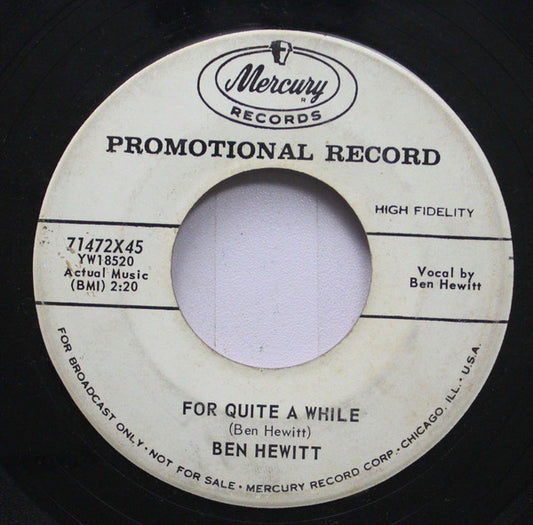 Mercury
R
RECORDS
PROMOTIONAL RECORD
HIGH FIDELITY
71472X45
YW18520
Actual Music
(BMI) 2:20
Vocal by
Ben Hewitt
FOR QUITE A WHILE
(Ben Hewitt)
BEN HEWITT
FOR BROADCAST ONLY • NOT FOR SALE • MERCURY RECORD CORP. • CHICAGO, ILL. • U.S.A.